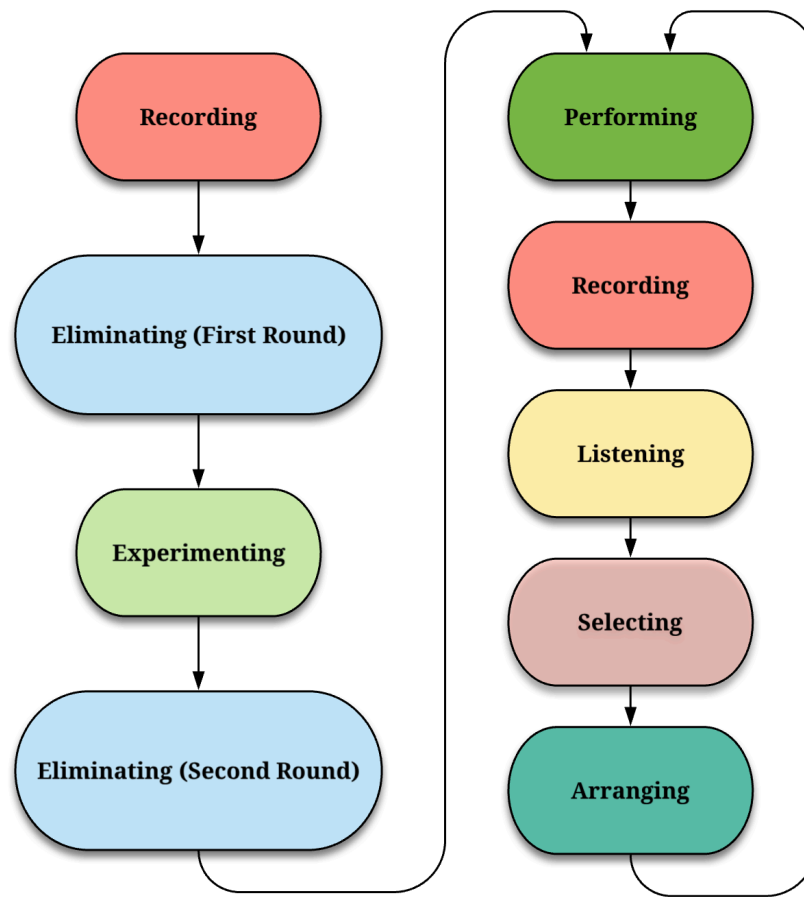 Recording
Eliminating (First Round)
Experimenting
Eliminating (Second Round)
Performing
Recording
Listening
Selecting
Arranging